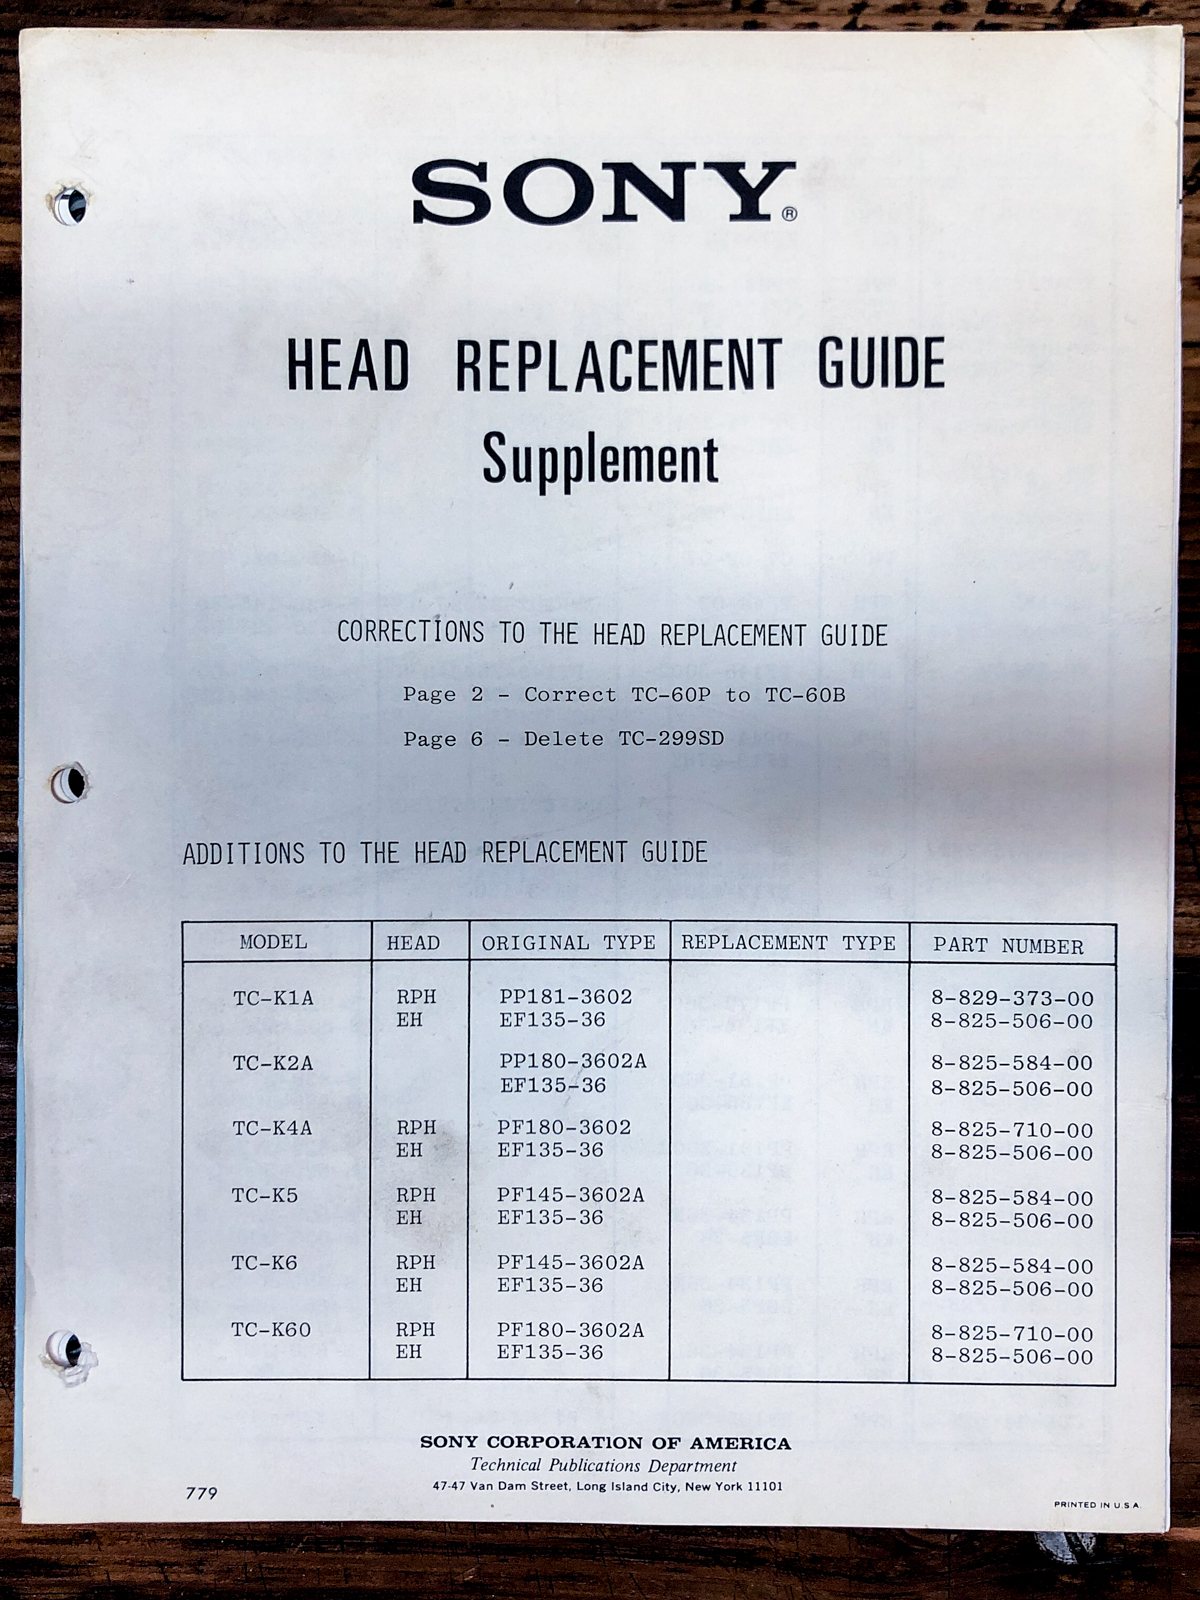 SONY®
HEAD REPLACEMENT GUIDE
Supplement
CORRECTIONS TO THE HEAD REPLACEMENT GUIDE
Page 2 - Correct TC-60P to TC-60B
Page 6 - Delete TC-299SD
ADDITIONS TO THE HEAD REPLACEMENT GUIDE
MODEL HEAD ORIGINAL TYPE REPLACEMENT TYPE PART NUMBER
TC-K1A RPH PP181-3602 8-829-373-00
EH EF135-36 8-825-506-00
TC-K2A PP180-3602A 8-825-584-00
EF135-36 8-825-506-00
TC-K4A RPH PF180-3602 8-825-710-00
EH EF135-36 8-825-506-00
TC-K5 RPH PF145-3602A 8-825-584-00
EH EF135-36 8-825-506-00
TC-K6 RPH PF145-3602A 8-825-584-00
EH EF135-36 8-825-506-00
TC-K60 RPH PF180-3602A 8-825-710-00
EH EF135-36 8-825-506-00
SONY CORPORATION OF AMERICA
Technical Publications Department
47-47 Van Dam Street, Long Island City, New York 11101
779
PRINTED IN U.S.A.